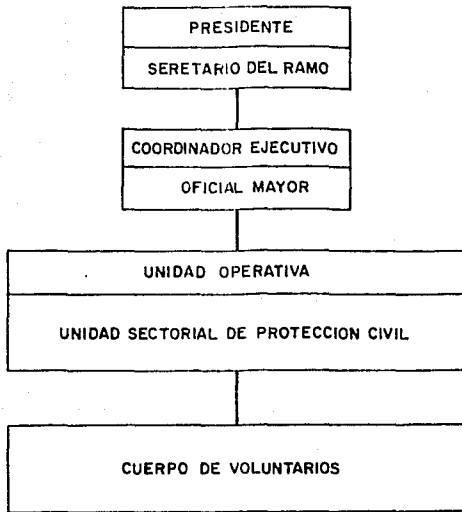 PRESIDENTE
SERETARIO DEL RAMO
COORDINADOR EJECUTIVO
OFICIAL MAYOR
UNIDAD OPERATIVA
UNIDAD SECTORIAL DE PROTECCION CIVIL
CUERPO DE VOLUNTARIOS